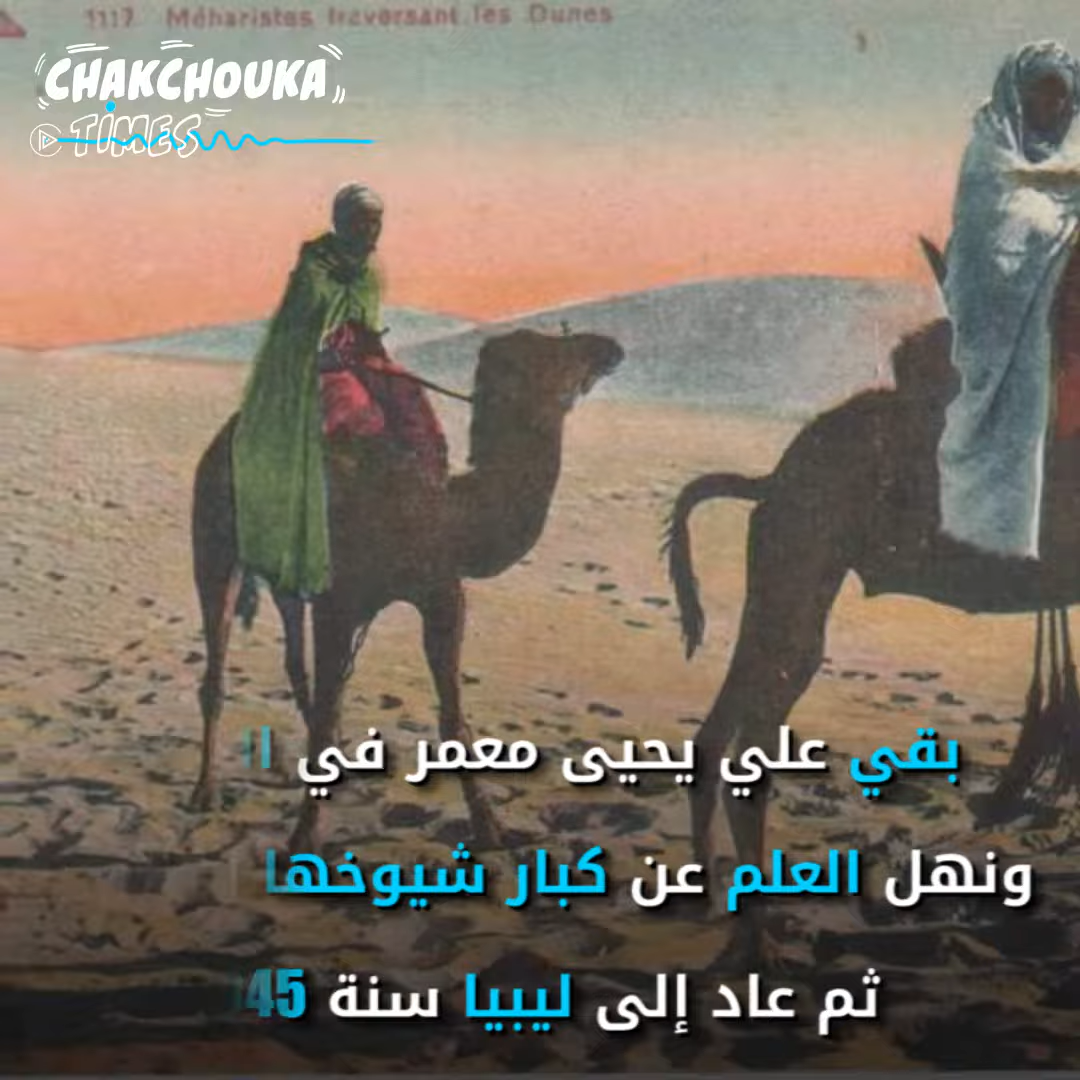 1117 Méharistes traversant les Dunes
CHAKCHOUKA
TIMES
بقي علي يحيى معمر في
ونهل العلم عن كبار شيوخها
ثم عاد إلى ليبيا سنة 45